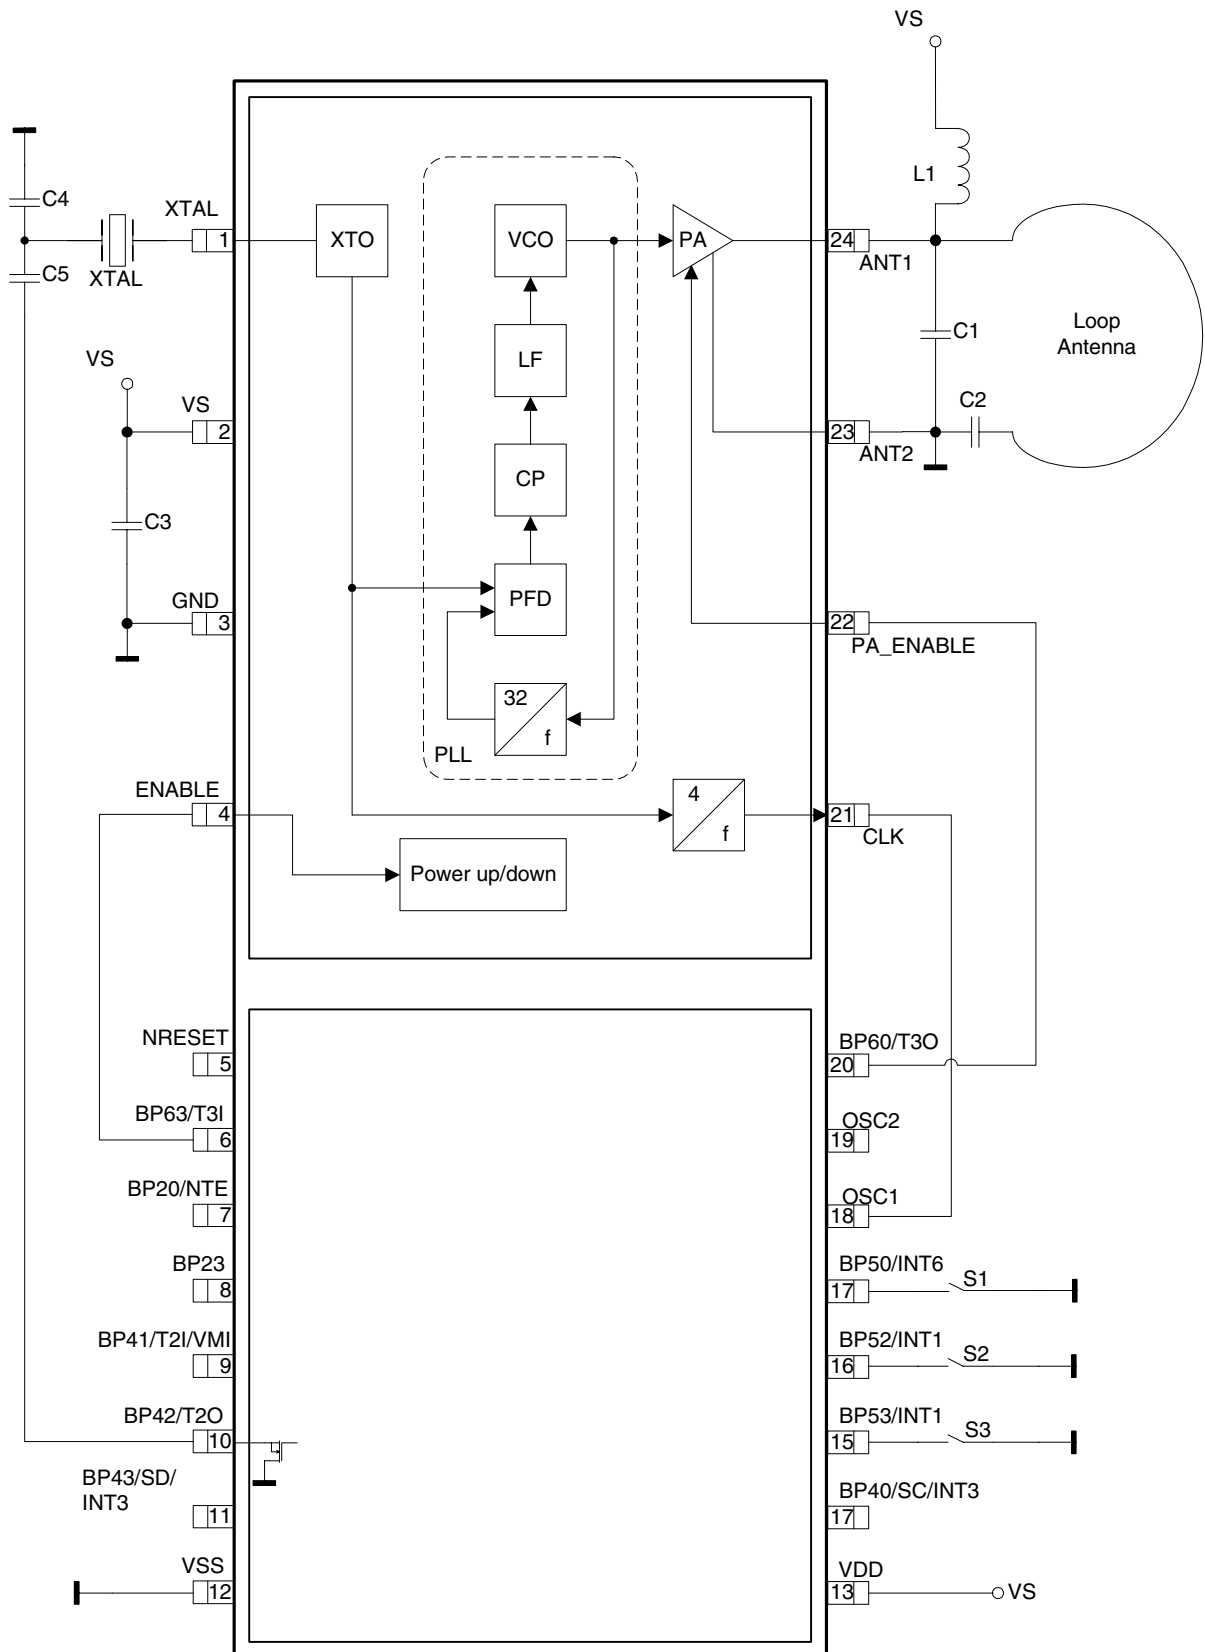 VS
L1
C4
XTAL
1
XTO
VCO
PA
24
ANT1
C5
XTAL
C1
Loop
Antenna
LF
VS
VS
2
C2
23
ANT2
CP
C3
PFD
GND
3
22
PA_ENABLE
32
f
PLL
ENABLE
4
4
f
21
CLK
Power up/down
NRESET
5
BP60/T3O
20
BP63/T3I
6
OSC2
19
BP20/NTE
7
OSC1
18
BP23
8
BP50/INT6
17
S1
BP41/T2I/VMI
9
BP52/INT1
16
S2
BP42/T2O
10
BP53/INT1
15
S3
BP43/SD/
INT3
11
BP40/SC/INT3
17
VSS
12
VDD
13
VS